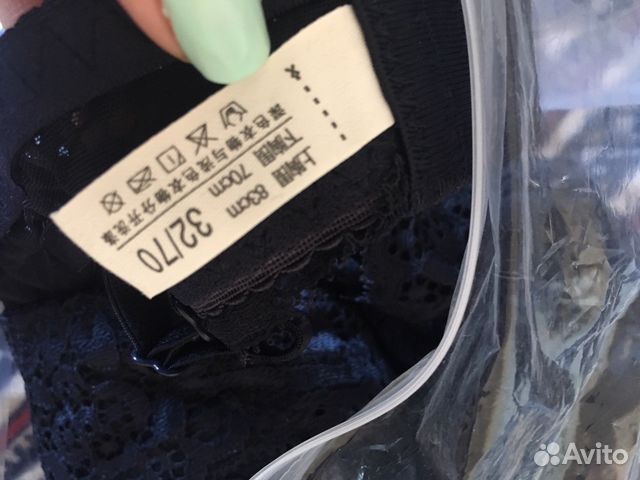 32/70
上胸围 83cm
下胸围 70cm
深色衣物与浅色衣物分开洗涤
Avito